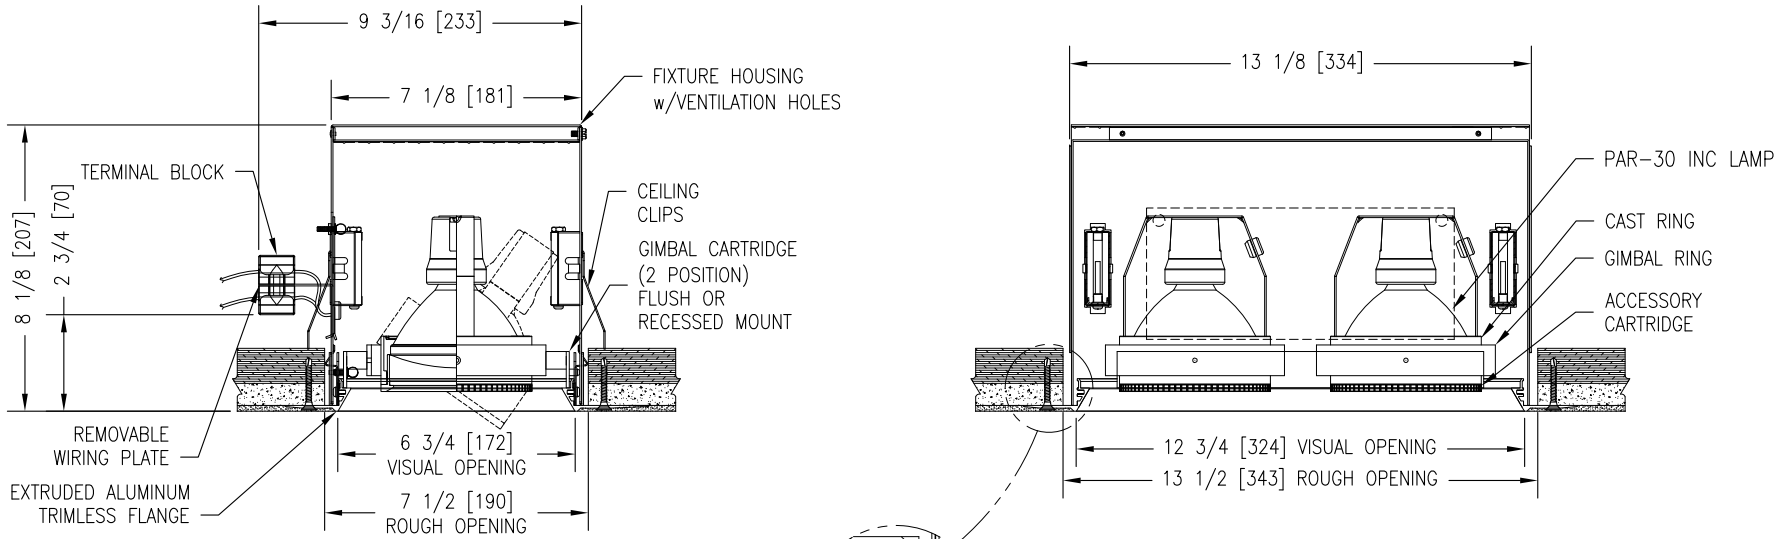 9 3/16 [233]
7 1/8 [181]
FIXTURE HOUSING
w/VENTILATION HOLES
TERMINAL BLOCK
8 1/8 [207]
2 3/4 [70]
CEILING
CLIPS
GIMBAL CARTRIDGE
(2 POSITION)
FLUSH OR
RECESSED MOUNT
REMOVABLE
WIRING PLATE
EXTRUDED ALUMINUM
TRIMLESS FLANGE
6 3/4 [172]
VISUAL OPENING
7 1/2 [190]
ROUGH OPENING
13 1/8 [334]
PAR-30 INC LAMP
CAST RING
GIMBAL RING
ACCESSORY
CARTRIDGE
12 3/4 [324] VISUAL OPENING
13 1/2 [343] ROUGH OPENING